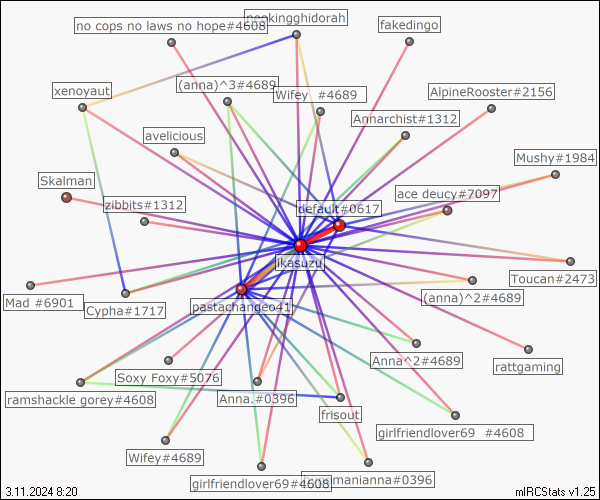 no cops no laws no hope#4608
fakedingo
xenoyaut
(anna)^3#4689
Wifey #4689
AlpineRooster#2156
Annarchist#1312
avelicious
Mushy#1984
Skalman
ace deucy#7097
zibbits#1312
default#0617
jkasuzu
Toucan#2473
Mad #6901
Cypha#1717
pastachangeo41
(anna)^2#4689
Anna^2#4689
rattgaming
Soxy Foxy#5076
ramshackle gorey#4608
Anna.#0396
frisout
girlfriendlover69 #4608
Wifey#4689
girlfriendlover69#4608
manianna#0396
3.11.2024 8:20
mIRCStats v1.25